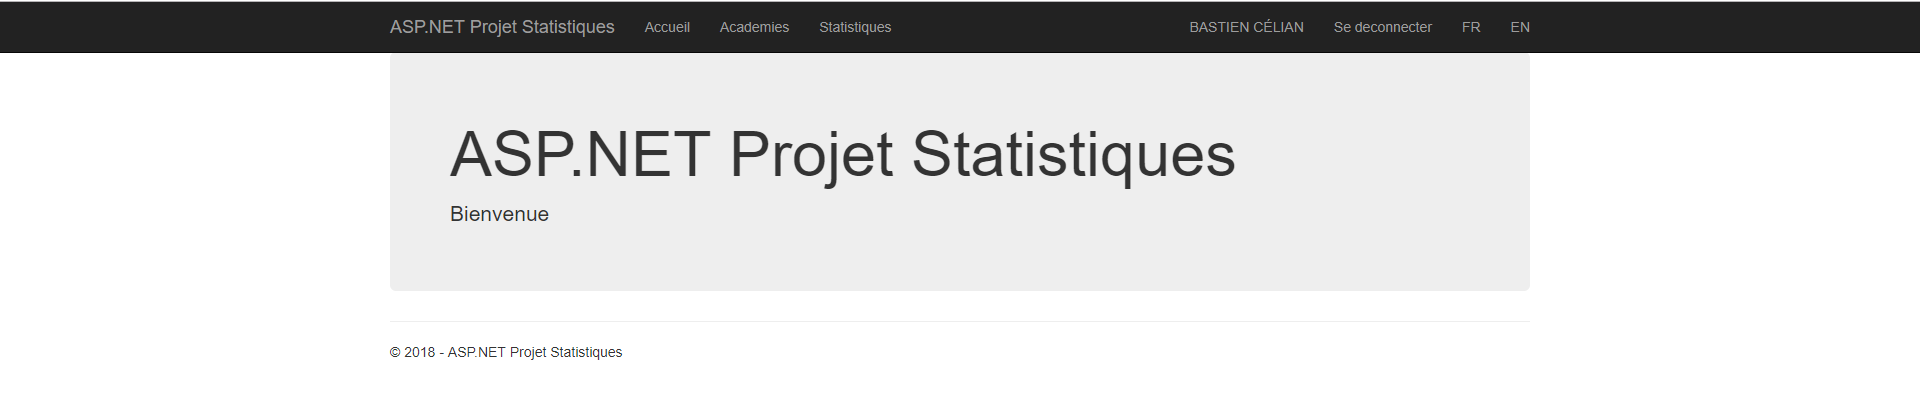 ASP.NET Projet Statistiques Accueil Academies Statistiques BASTIEN CÉLIAN Se deconnecter FR EN
ASP.NET Projet Statistiques
Bienvenue
© 2018 - ASP.NET Projet Statistiques